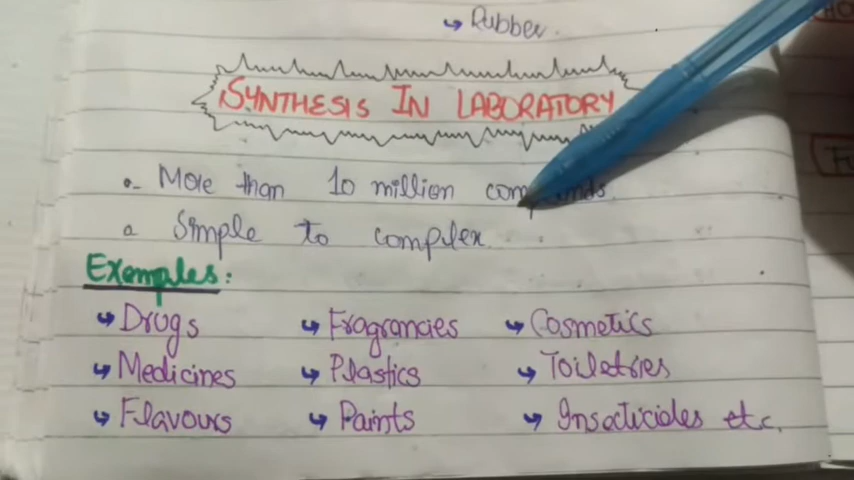 ↳ Rubber.
SYNTHESIS IN LABORATORY
o- More than 10 million compounds.
o Simple to complex.
Examples:
↳ Drugs ↳ Fragrancies ↳ Cosmetics
↳ Medicines ↳ Plastics ↳ Toiletries
↳ Flavours ↳ Paints ↳ Insecticides etc.